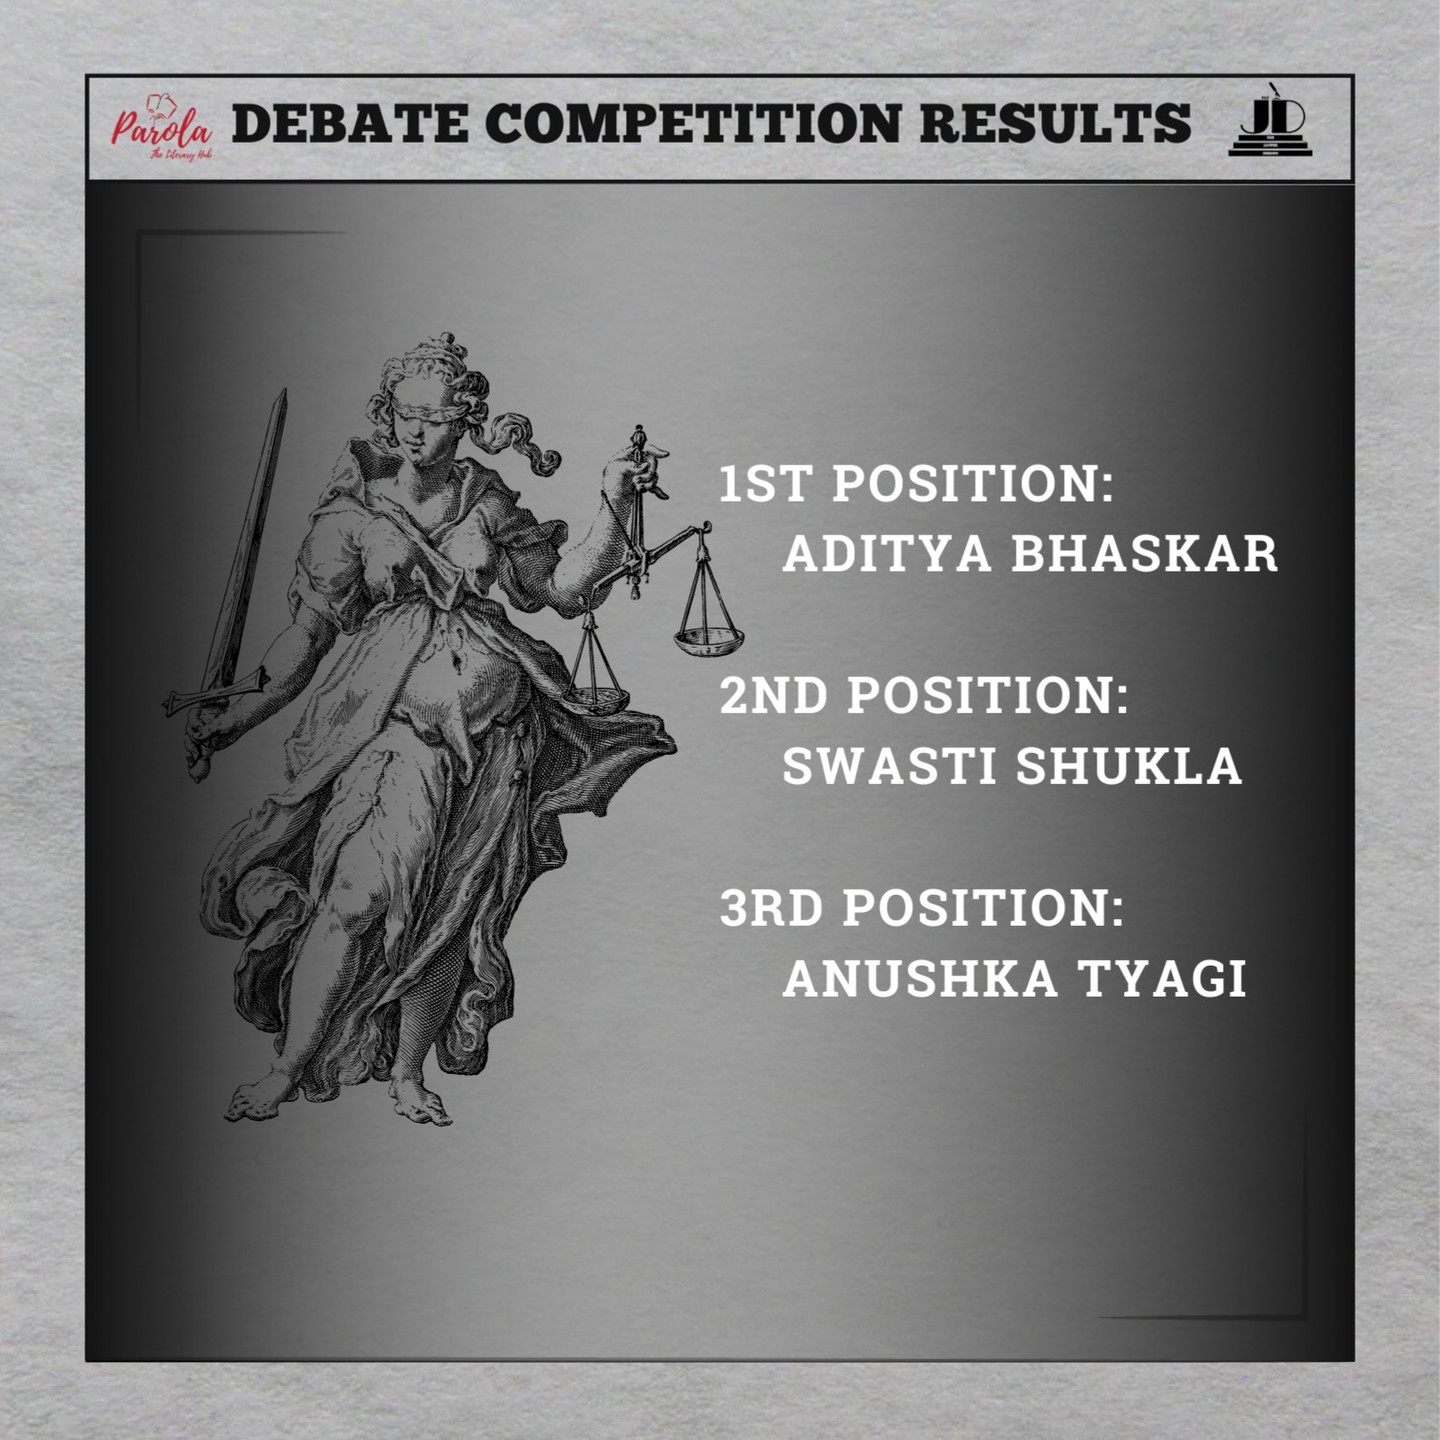 Parola
The Literary Hub
DEBATE COMPETITION RESULTS
JD
1ST POSITION:
ADITYA BHASKAR
2ND POSITION:
SWASTI SHUKLA
3RD POSITION:
ANUSHKA TYAGI